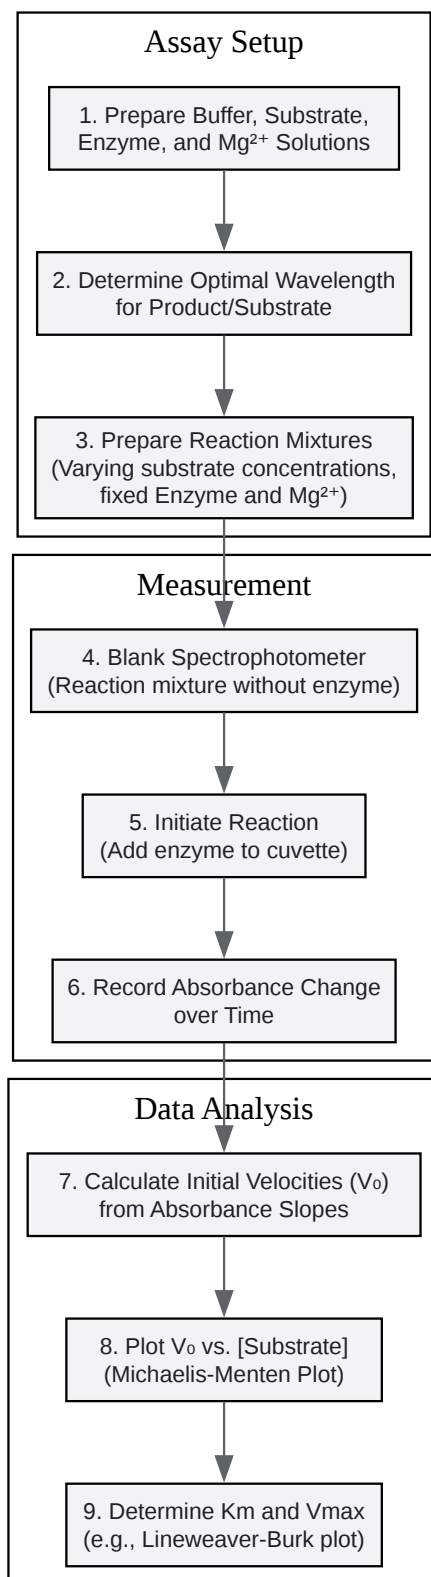 Assay Setup
1. Prepare Buffer, Substrate,
Enzyme, and Mg²⁺ Solutions
2. Determine Optimal Wavelength
for Product/Substrate
3. Prepare Reaction Mixtures
(Varying substrate concentrations,
fixed Enzyme and Mg²⁺)
Measurement
4. Blank Spectrophotometer
(Reaction mixture without enzyme)
5. Initiate Reaction
(Add enzyme to cuvette)
6. Record Absorbance Change
over Time
Data Analysis
7. Calculate Initial Velocities (V₀)
from Absorbance Slopes
8. Plot V₀ vs. [Substrate]
(Michaelis-Menten Plot)
9. Determine Km and Vmax
(e.g., Lineweaver-Burk plot)